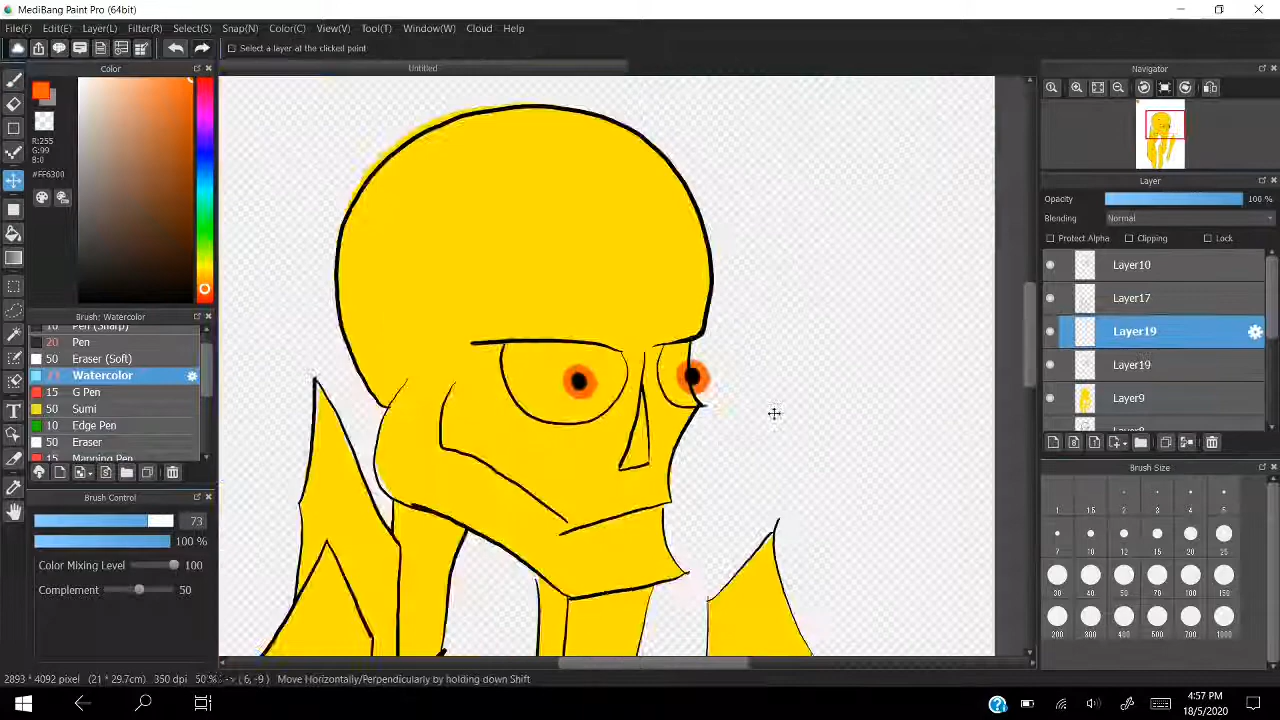 MediBang Paint Pro (64bit)
File(F) Edit(E) Layer(L) Filter(R) Select(S) Snap(N) Color(C) View(V) Tool(T) Window(W) Cloud Help
Select a layer at the clicked point
Color
R:255
G:99
B:0
#FF6300
Brush: Watercolor
Pen (Sharp)
20 Pen
50 Eraser (Soft)
Watercolor
15 G Pen
50 Sumi
10 Edge Pen
50 Eraser
15 Mapping Pen
Brush Control
73
100 %
Color Mixing Level 100
Complement 50
Untitled
Navigator
Layer
Opacity 100 %
Blending Normal
Protect Alpha Clipping Lock
Layer10
Layer17
Layer19
Layer19
Layer9
Layer8
Brush Size
1 1.5 2 3 4 5
7 10 12 15 20 25
30 40 50 70 100 150
200 300 400 500 700 1000
2893 * 4092 pixel (21 * 29.7cm) 350 dpi 50% -> ( 6, -9 ) Move Horizontally/Perpendicularly by holding down Shift
4:57 PM
18/5/2020